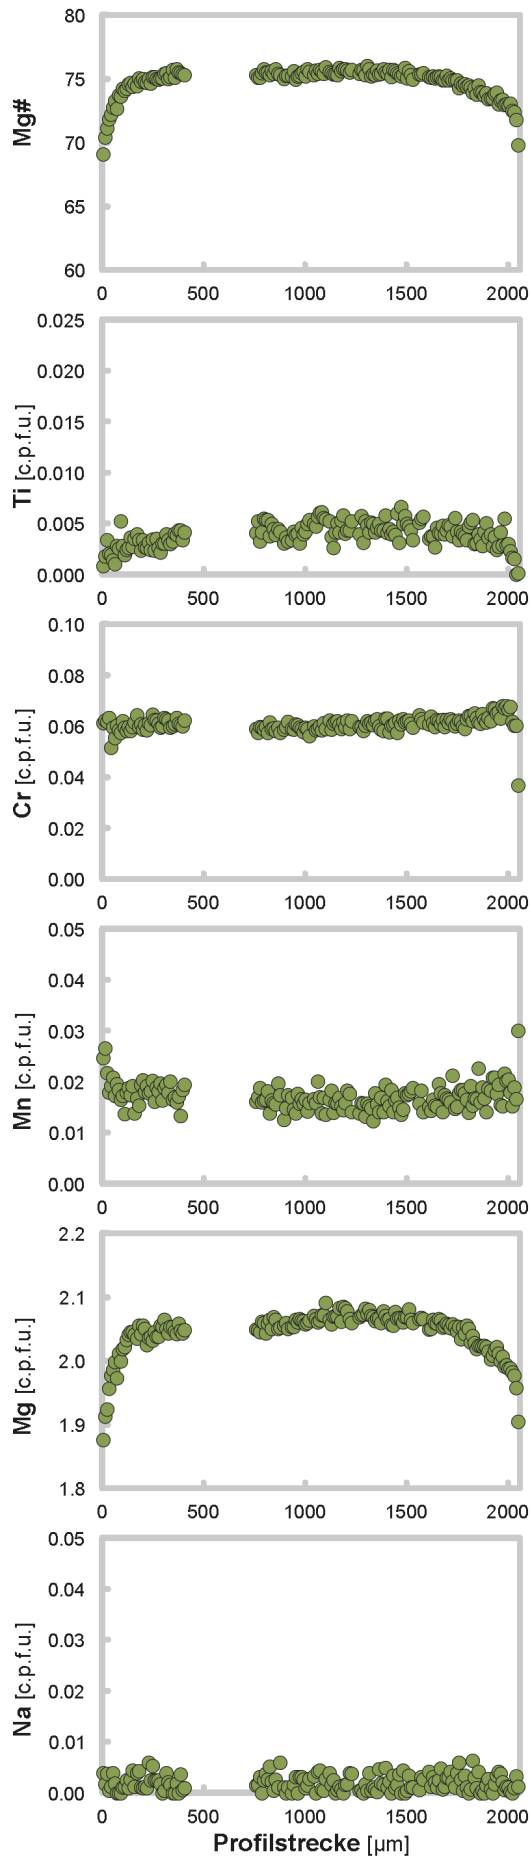 Mg#
80
75
70
65
60
0 500 1000 1500 2000
Ti [c.p.f.u.]
0.025
0.020
0.015
0.010
0.005
0.000
0 500 1000 1500 2000
Cr [c.p.f.u.]
0.10
0.08
0.06
0.04
0.02
0.00
0 500 1000 1500 2000
Mn [c.p.f.u.]
0.05
0.04
0.03
0.02
0.01
0.00
0 500 1000 1500 2000
Mg [c.p.f.u.]
2.2
2.1
2.0
1.9
1.8
0 500 1000 1500 2000
Na [c.p.f.u.]
0.05
0.04
0.03
0.02
0.01
0.00
0 500 1000 1500 2000
Profilstrecke [µm]